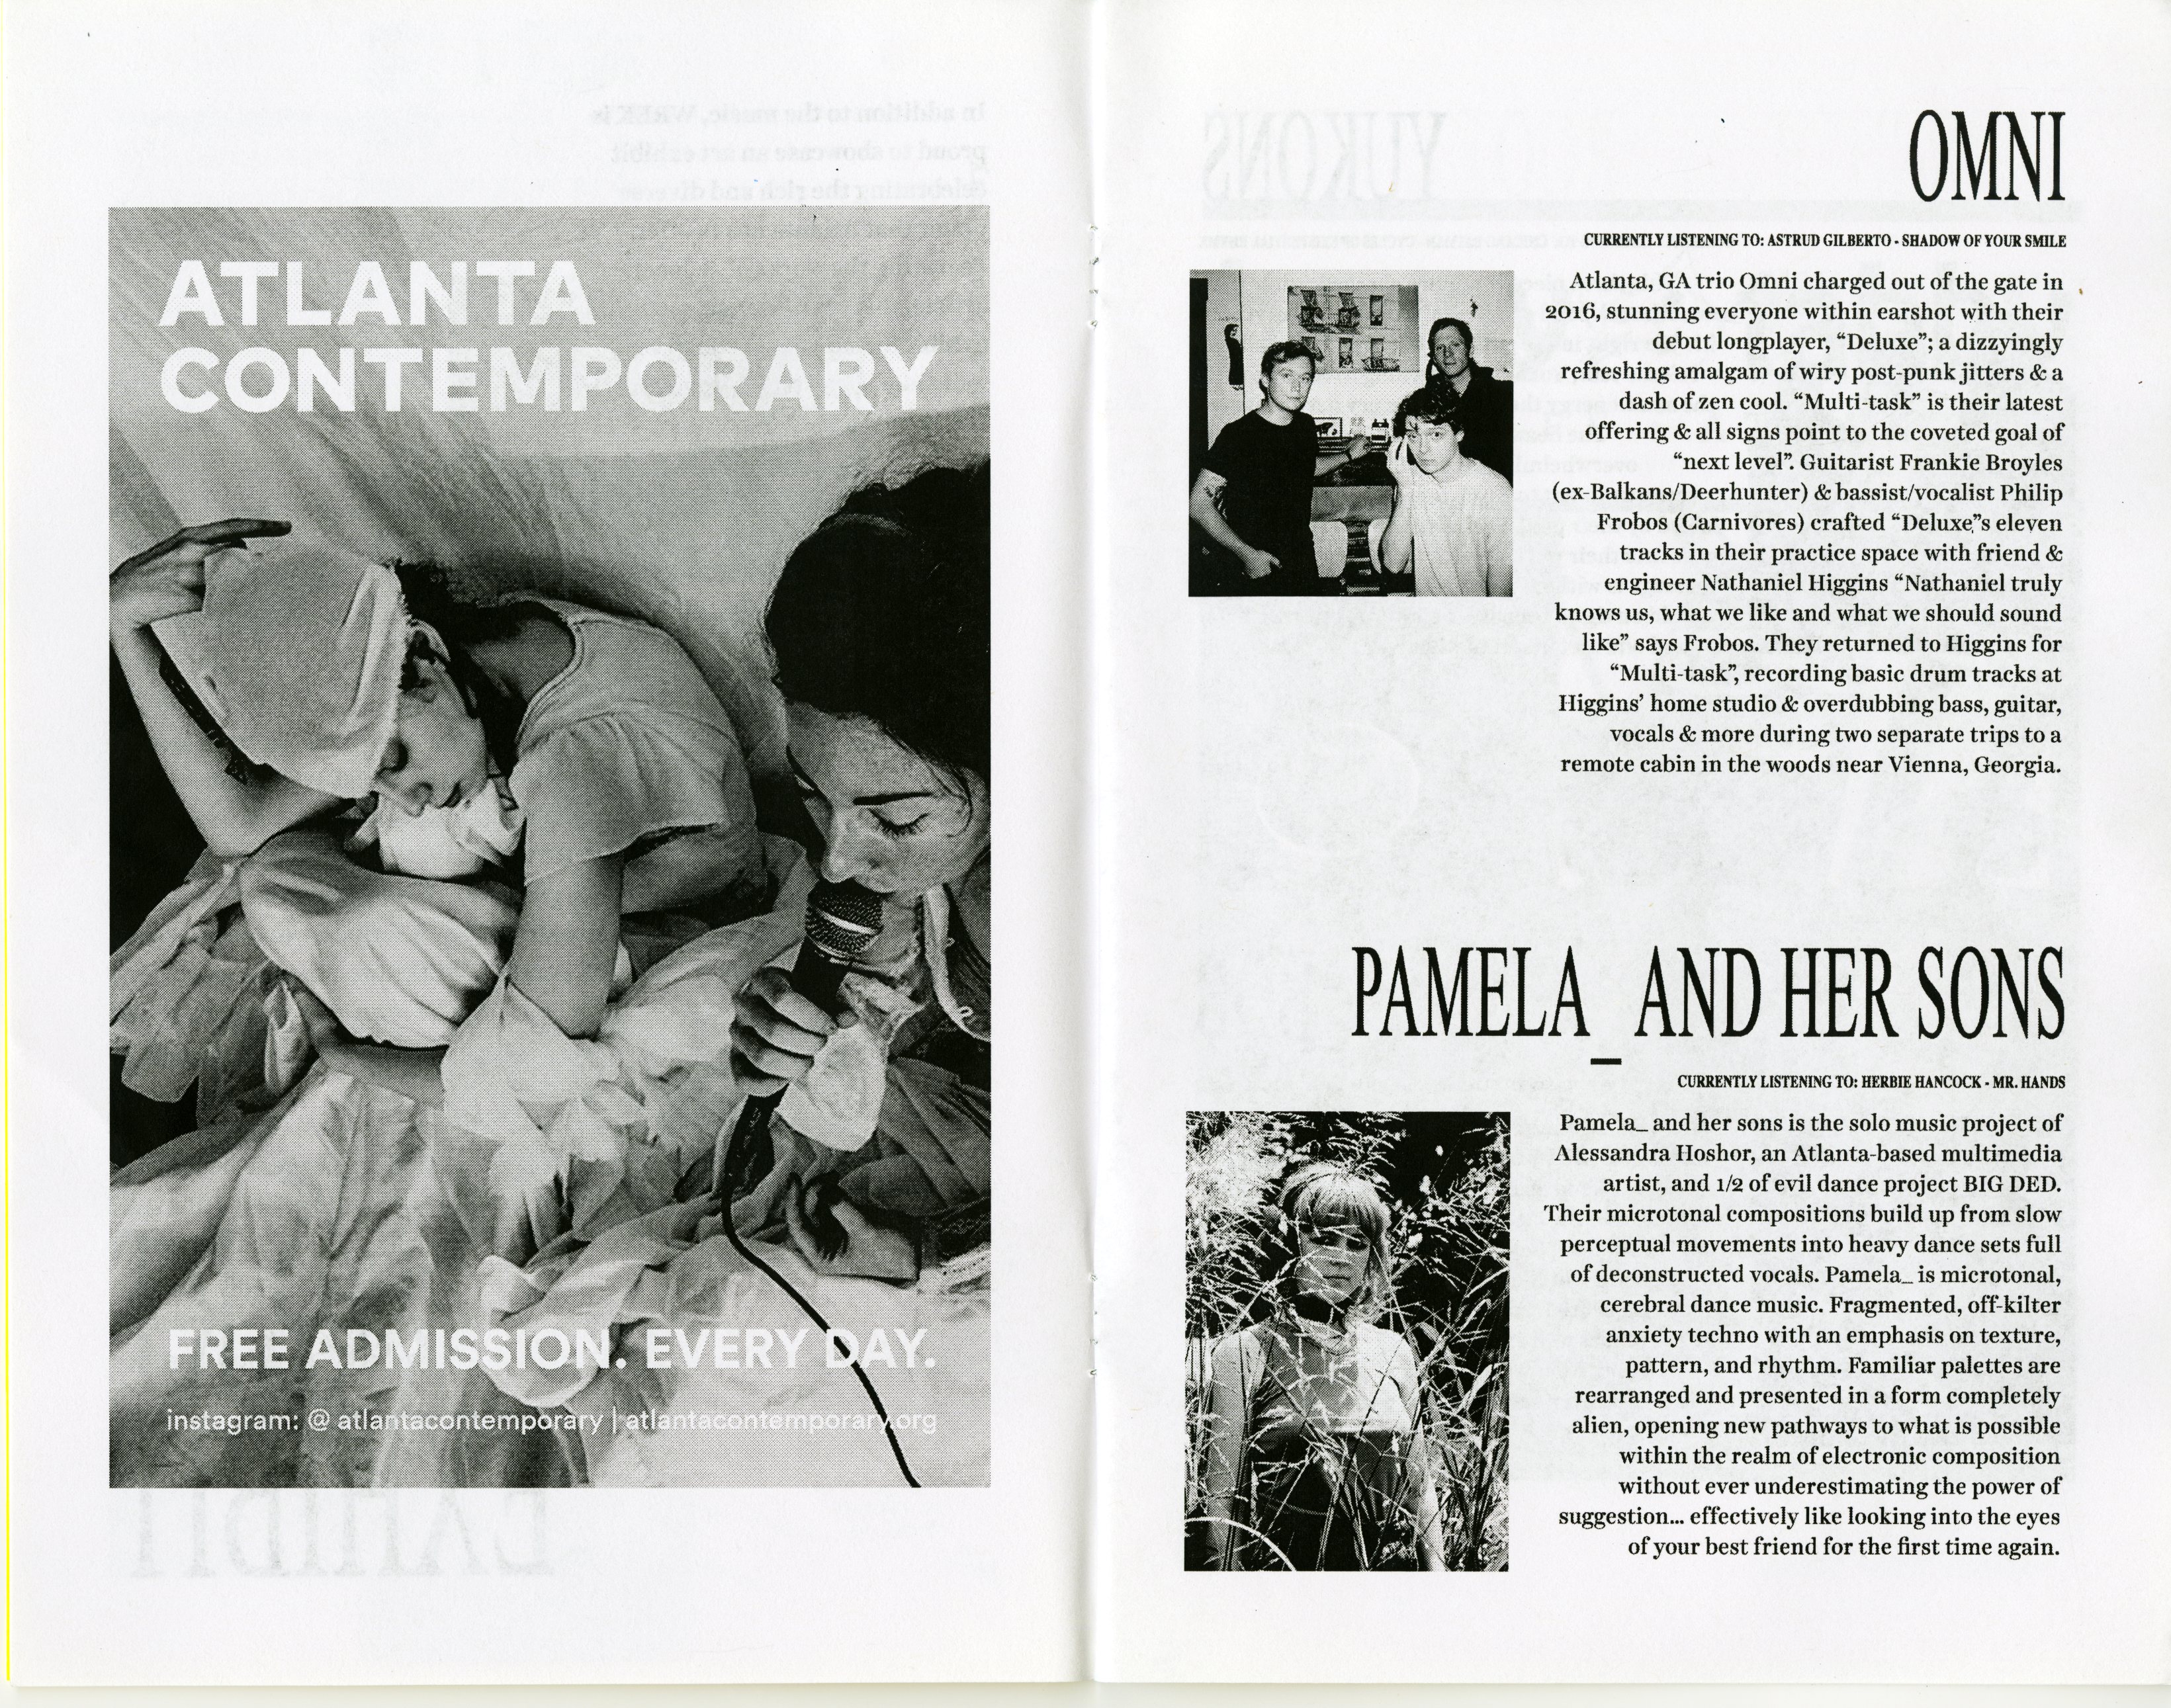 ATLANTA
CONTEMPORARY
FREE ADMISSION. EVERY DAY.
instagram: @ atlantacontemporary | atlantacontemporary.org
OMNI
CURRENTLY LISTENING TO: ASTRUD GILBERTO - SHADOW OF YOUR SMILE
Atlanta, GA trio Omni charged out of the gate in
2016, stunning everyone within earshot with their
debut longplayer, “Deluxe”; a dizzyingly
refreshing amalgam of wiry post-punk jitters & a
dash of zen cool. “Multi-task” is their latest
offering & all signs point to the coveted goal of
“next level”. Guitarist Frankie Broyles
(ex-Balkans/Deerhunter) & bassist/vocalist Philip
Frobos (Carnivores) crafted “Deluxe,”s eleven
tracks in their practice space with friend &
engineer Nathaniel Higgins “Nathaniel truly
knows us, what we like and what we should sound
like” says Frobos. They returned to Higgins for
“Multi-task”, recording basic drum tracks at
Higgins’ home studio & overdubbing bass, guitar,
vocals & more during two separate trips to a
remote cabin in the woods near Vienna, Georgia.
PAMELA_ AND HER SONS
CURRENTLY LISTENING TO: HERBIE HANCOCK - MR. HANDS
Pamela_ and her sons is the solo music project of
Alessandra Hoshor, an Atlanta-based multimedia
artist, and 1/2 of evil dance project BIG DED.
Their microtonal compositions build up from slow
perceptual movements into heavy dance sets full
of deconstructed vocals. Pamela_ is microtonal,
cerebral dance music. Fragmented, off-kilter
anxiety techno with an emphasis on texture,
pattern, and rhythm. Familiar palettes are
rearranged and presented in a form completely
alien, opening new pathways to what is possible
within the realm of electronic composition
without ever underestimating the power of
suggestion... effectively like looking into the eyes
of your best friend for the first time again.